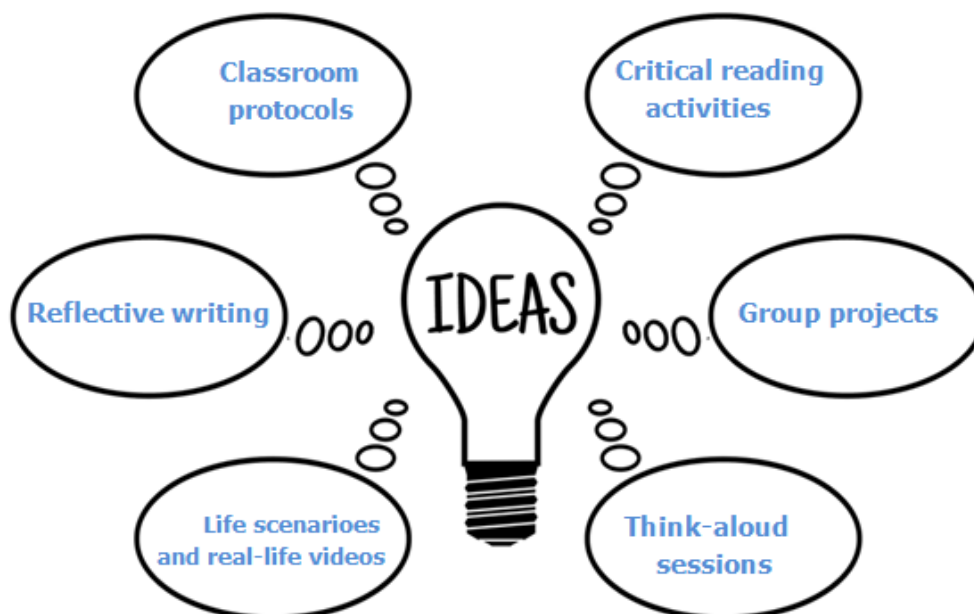 Classroom
protocols
Critical reading
activities
Reflective writing
IDEAS
Group projects
Life scenarioes
and real-life videos
Think-aloud
sessions